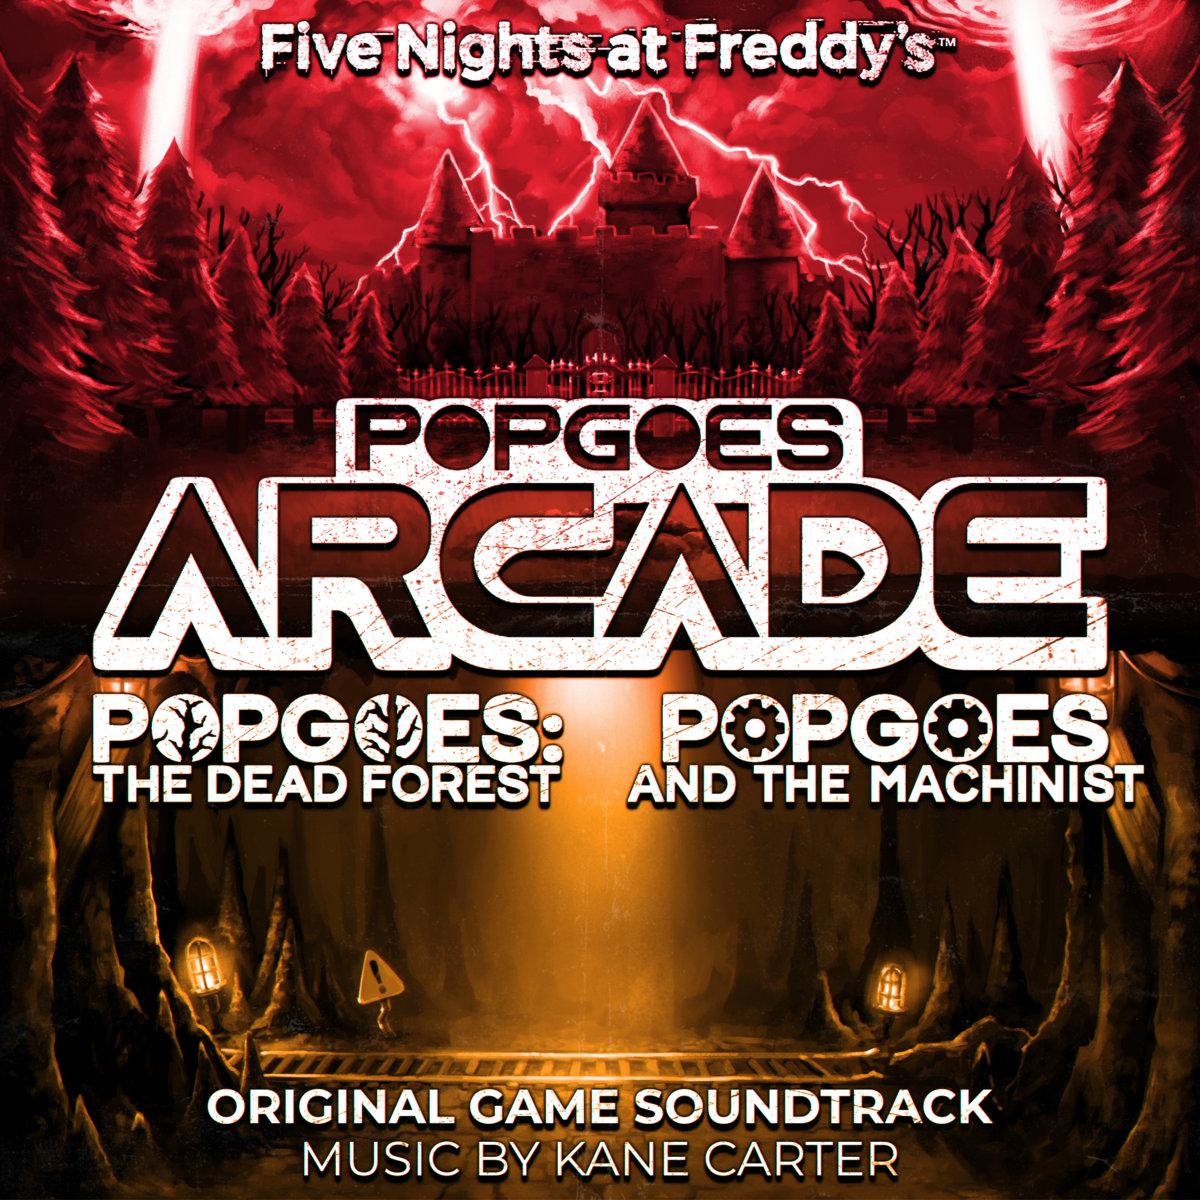 Five Nights at Freddy's™
POPGOES
ARCADE
POPGOES:
THE DEAD FOREST
POPGOES
AND THE MACHINIST
!
ORIGINAL GAME SOUNDTRACK
MUSIC BY KANE CARTER